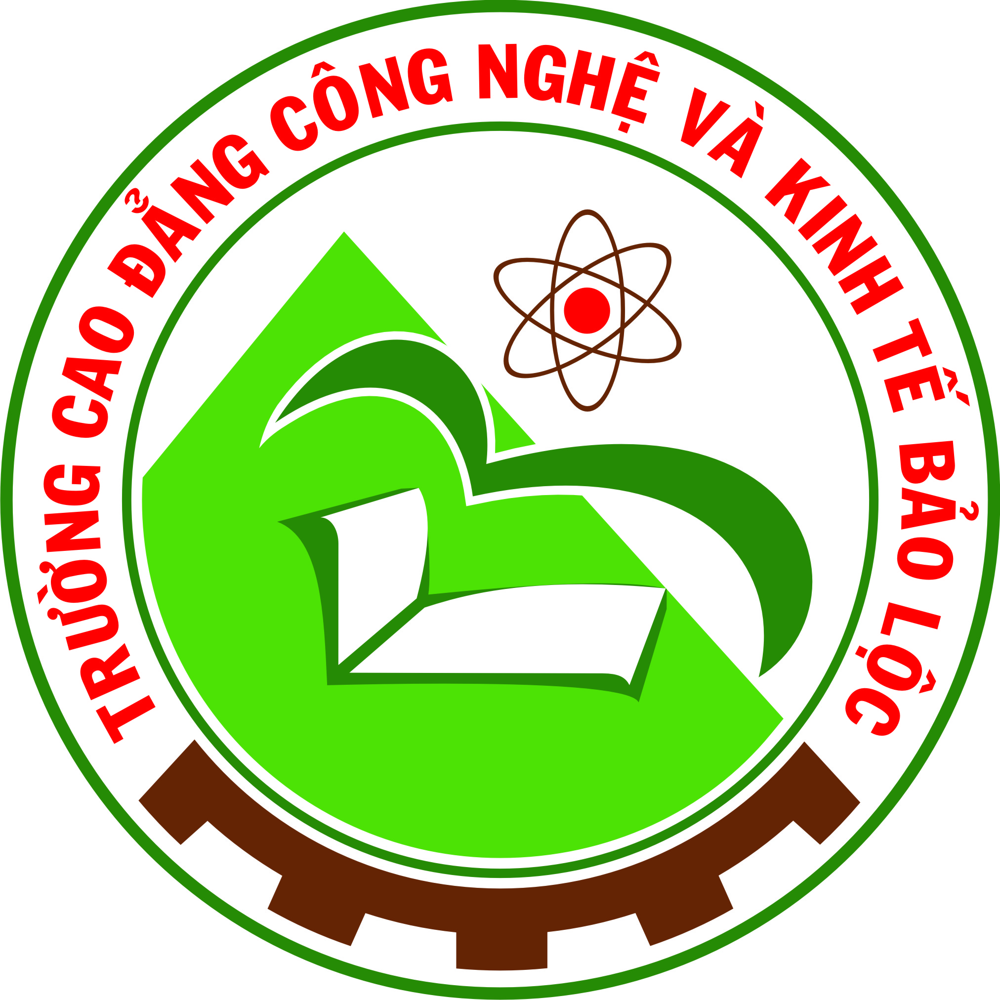 TRƯỜNG CAO ĐẲNG CÔNG NGHỆ VÀ KINH TẾ BẢO LỘC